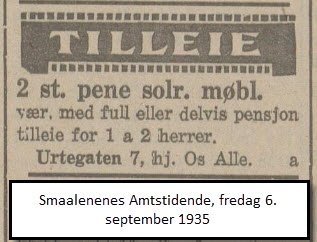 TILLEIE
2 st. pene solr. møbl.
vær. med full eller delvis pensjon
tilleie for 1 a 2 herrer.
Urtegaten 7, hj. Os Alle. a
Smaalenenes Amtstidende, fredag 6.
september 1935